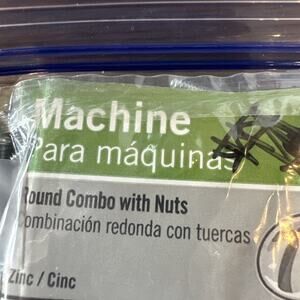 Machine
Para máquinas
Round Combo with Nuts
Combinación redonda con tuercas
Zinc / Cinc